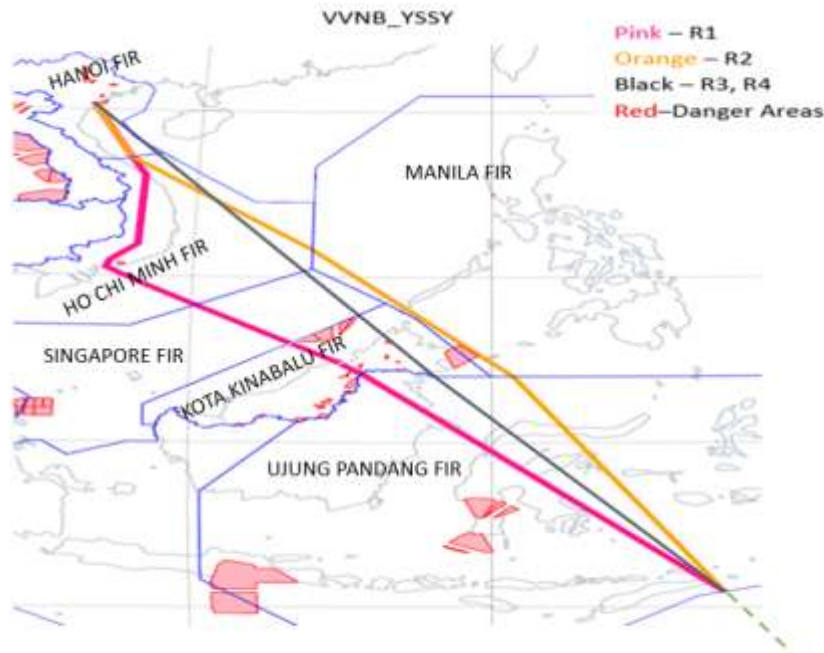 VVNB_YSSY
Pink – R1
Orange – R2
Black – R3, R4
Red–Danger Areas
HANOI FIR
MANILA FIR
HO CHI MINH FIR
SINGAPORE FIR
KOTA KINABALU FIR
UJUNG PANDANG FIR